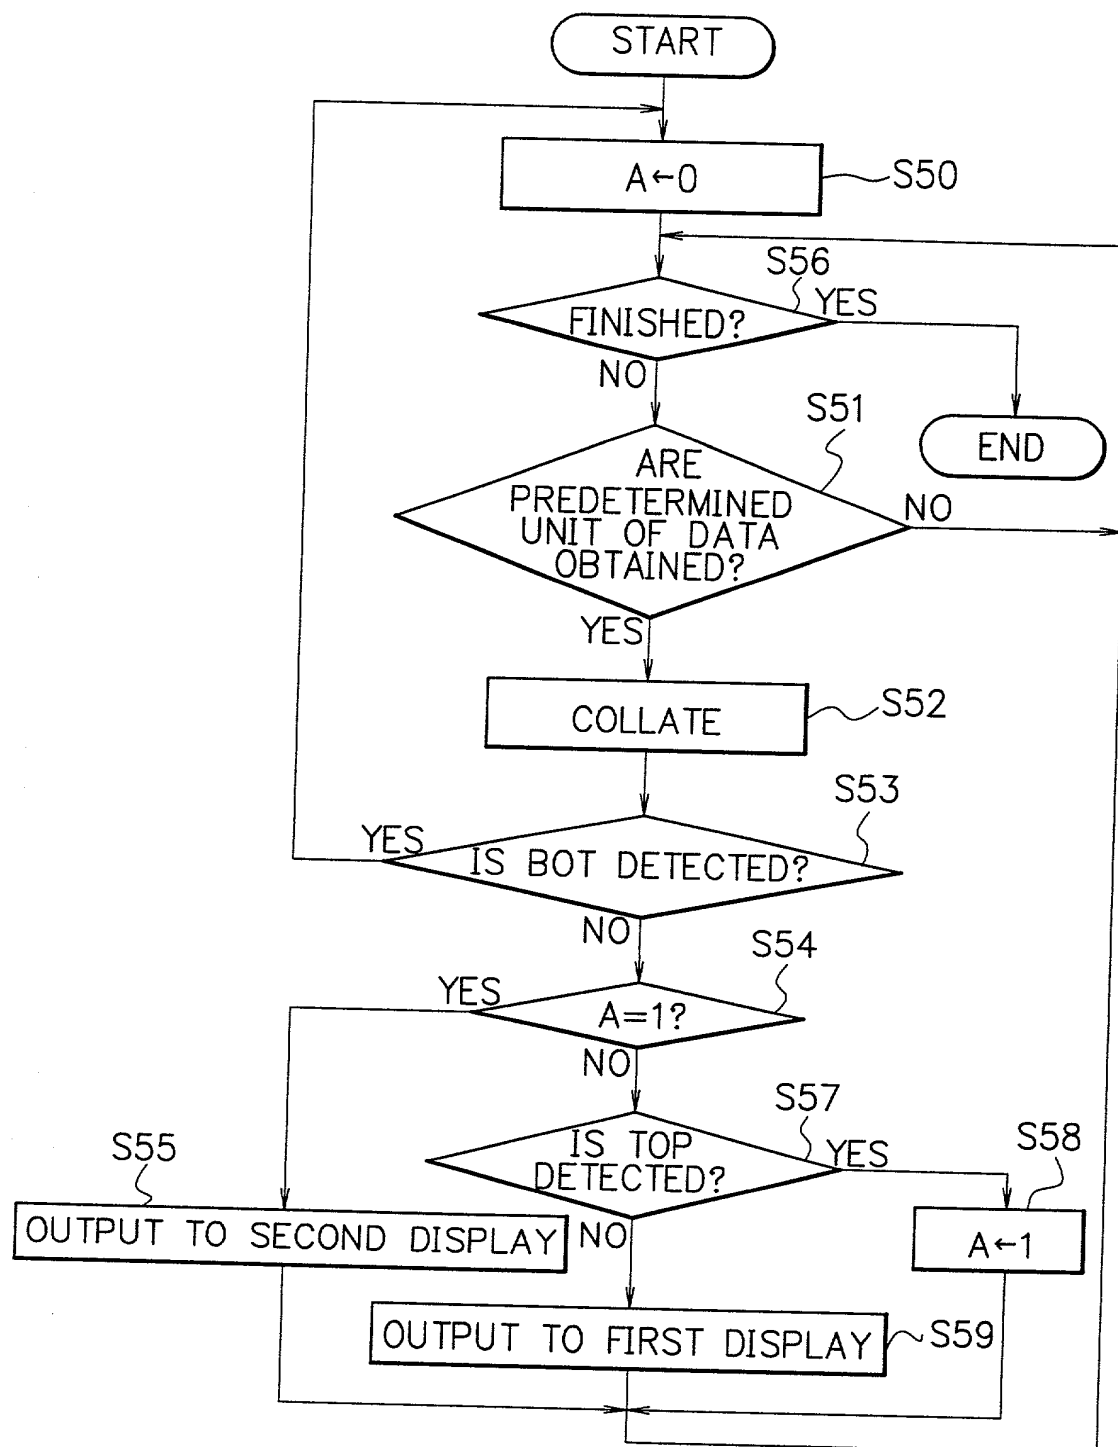 START
A←0
S50
S56
FINISHED?
YES
NO
END
S51
ARE
PREDETERMINED
UNIT OF DATA
OBTAINED?
NO
YES
COLLATE
S52
S53
YES
IS BOT DETECTED?
NO
S54
YES
A=1?
NO
S57
IS TOP
DETECTED?
YES
S58
S55
OUTPUT TO SECOND DISPLAY
NO
A←1
OUTPUT TO FIRST DISPLAY
S59